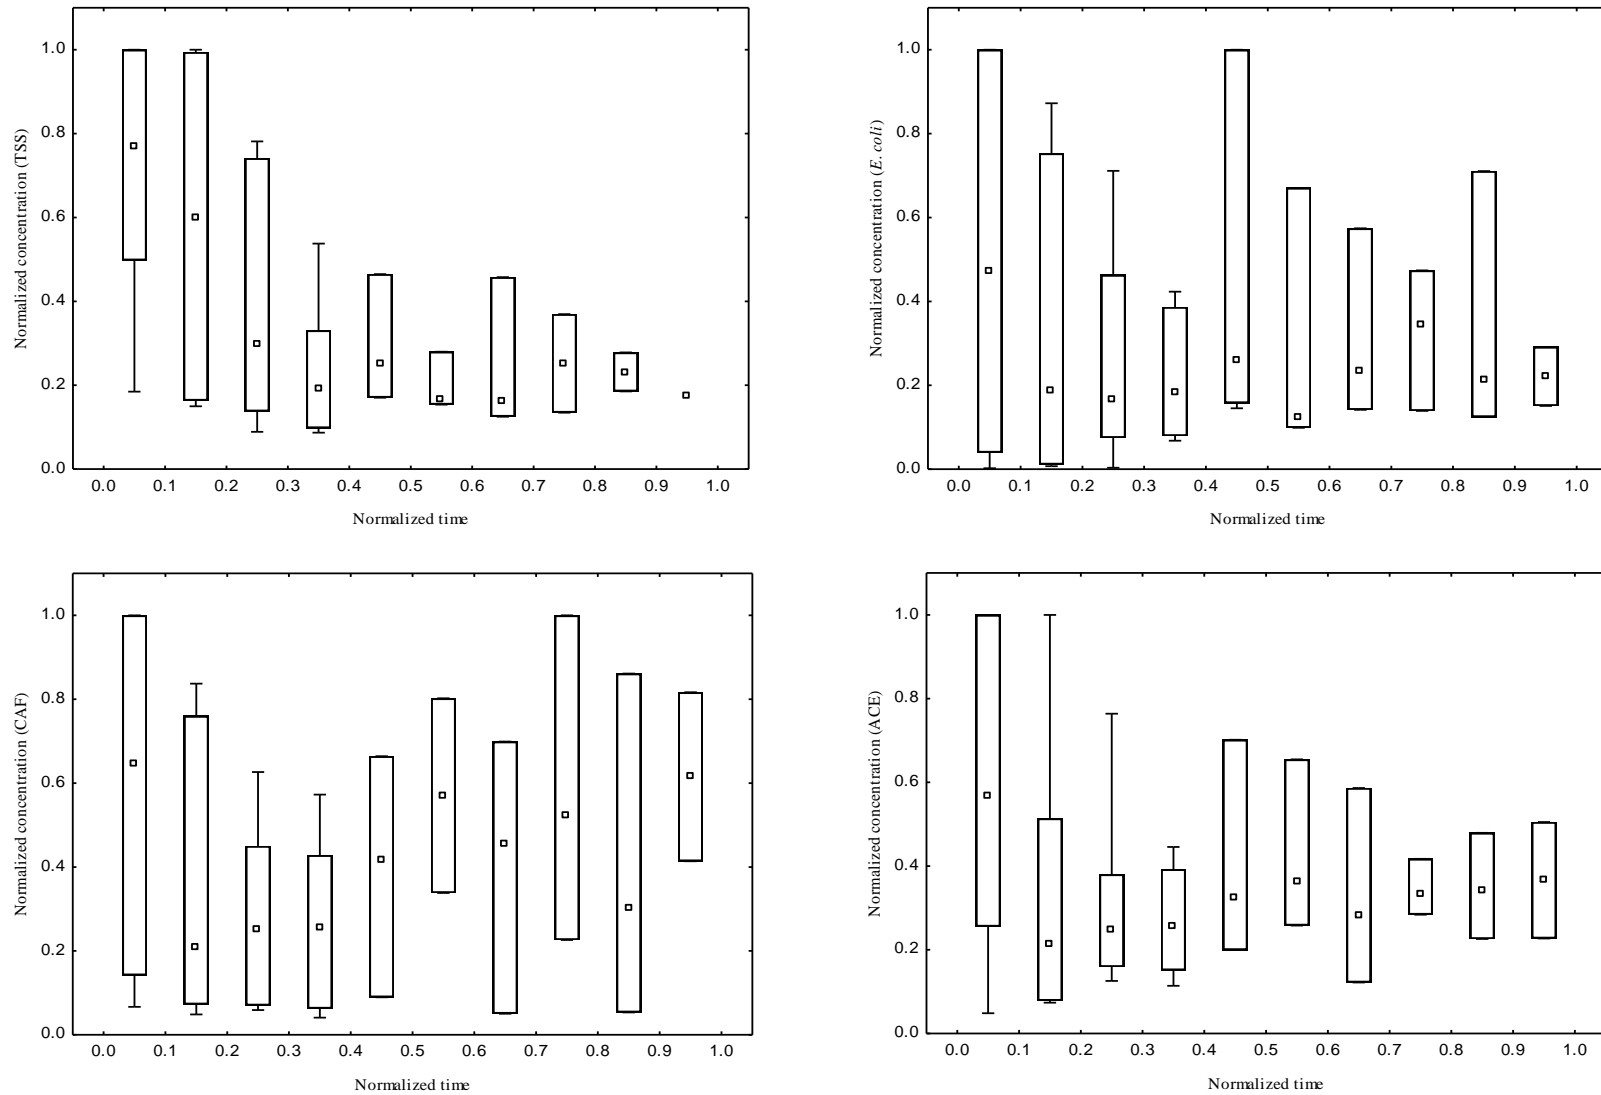 Normalized concentration (TSS)
1.0
0.8
0.6
0.4
0.2
0.0
0.0 0.1 0.2 0.3 0.4 0.5 0.6 0.7 0.8 0.9 1.0
Normalized time
Normalized concentration (E. coli)
1.0
0.8
0.6
0.4
0.2
0.0
0.0 0.1 0.2 0.3 0.4 0.5 0.6 0.7 0.8 0.9 1.0
Normalized time
Normalized concentration (CAF)
1.0
0.8
0.6
0.4
0.2
0.0
0.0 0.1 0.2 0.3 0.4 0.5 0.6 0.7 0.8 0.9 1.0
Normalized time
Normalized concentration (ACE)
1.0
0.8
0.6
0.4
0.2
0.0
0.0 0.1 0.2 0.3 0.4 0.5 0.6 0.7 0.8 0.9 1.0
Normalized time